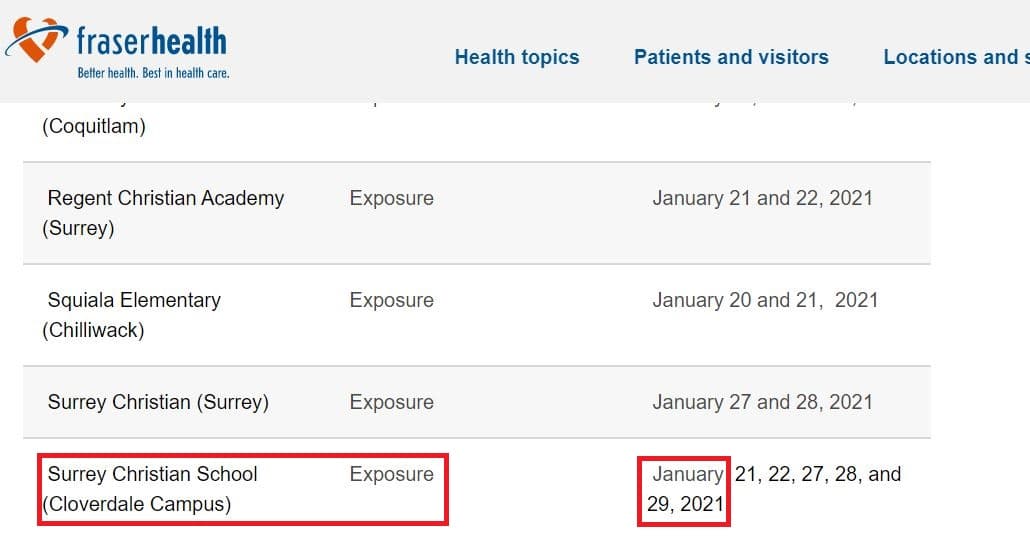 fraserhealth
Better health. Best in health care.
Health topics Patients and visitors Locations and s
(Coquitlam)
Regent Christian Academy Exposure January 21 and 22, 2021
(Surrey)
Squiala Elementary Exposure January 20 and 21, 2021
(Chilliwack)
Surrey Christian (Surrey) Exposure January 27 and 28, 2021
Surrey Christian School Exposure January 21, 22, 27, 28, and
(Cloverdale Campus) 29, 2021